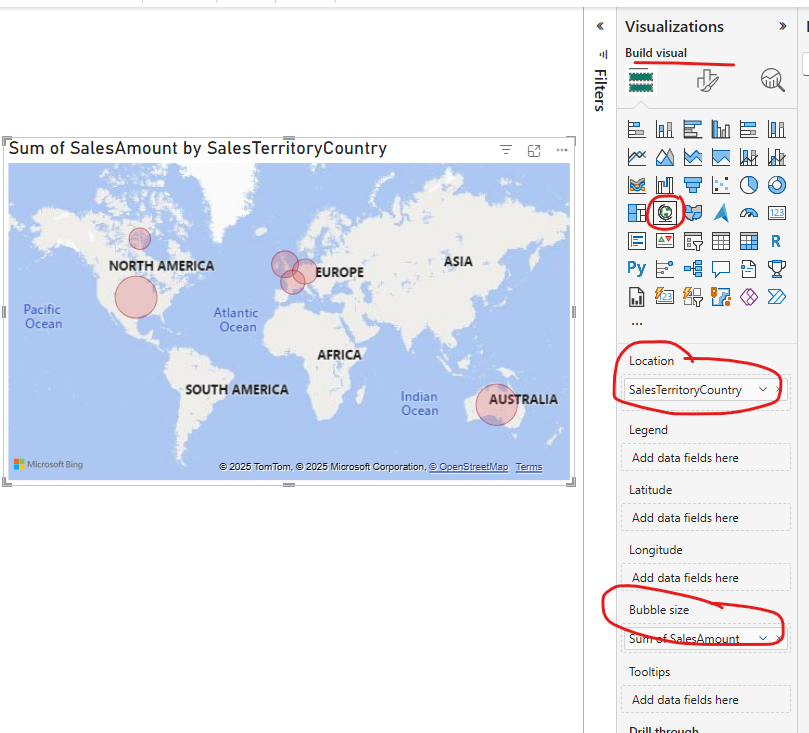 Visualizations
Build visual
Filters
Sum of SalesAmount by SalesTerritoryCountry
NORTH AMERICA
EUROPE
ASIA
Pacific
Ocean
Atlantic
Ocean
AFRICA
SOUTH AMERICA
Indian
Ocean
AUSTRALIA
Microsoft Bing
© 2025 TomTom, © 2025 Microsoft Corporation, © OpenStreetMap Terms
123
R
Py
123
...
Location
SalesTerritoryCountry
Legend
Add data fields here
Latitude
Add data fields here
Longitude
Add data fields here
Bubble size
Sum of SalesAmount
Tooltips
Add data fields here
Drill through